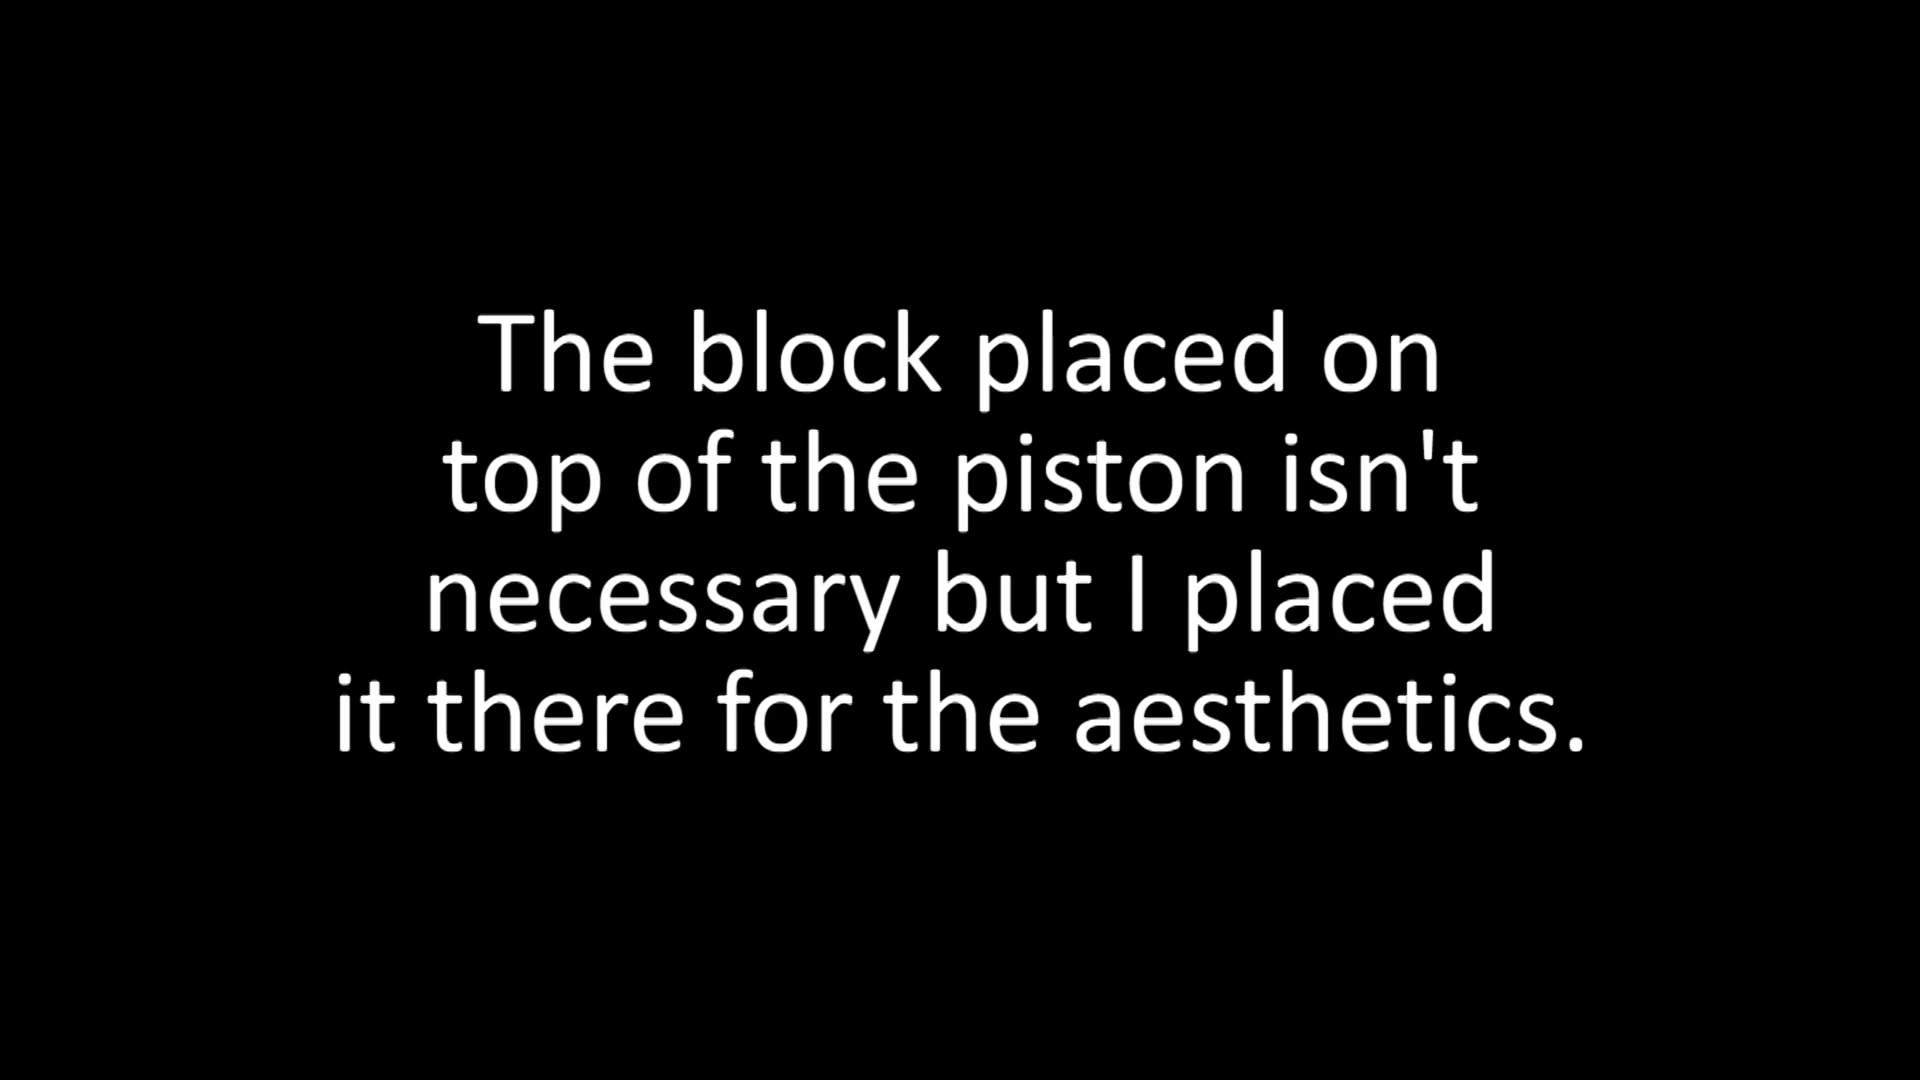 The block placed on
top of the piston isn't
necessary but I placed
it there for the aesthetics.